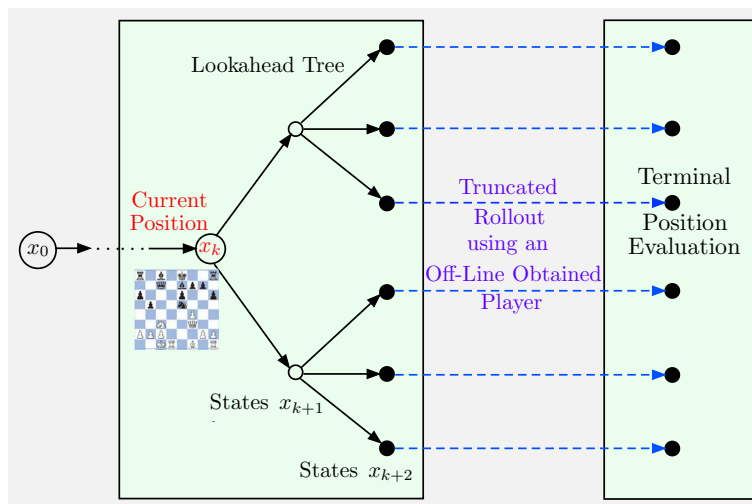 Lookahead Tree
Current
Position
x₀
xₖ
States xₖ₊₁
States xₖ₊₂
Truncated
Rollout
using an
Off-Line Obtained
Player
Terminal
Position
Evaluation